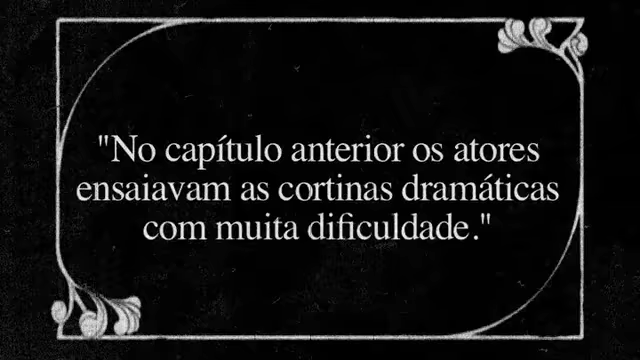 "No capítulo anterior os atores
ensaiavam as cortinas dramáticas
com muita dificuldade."